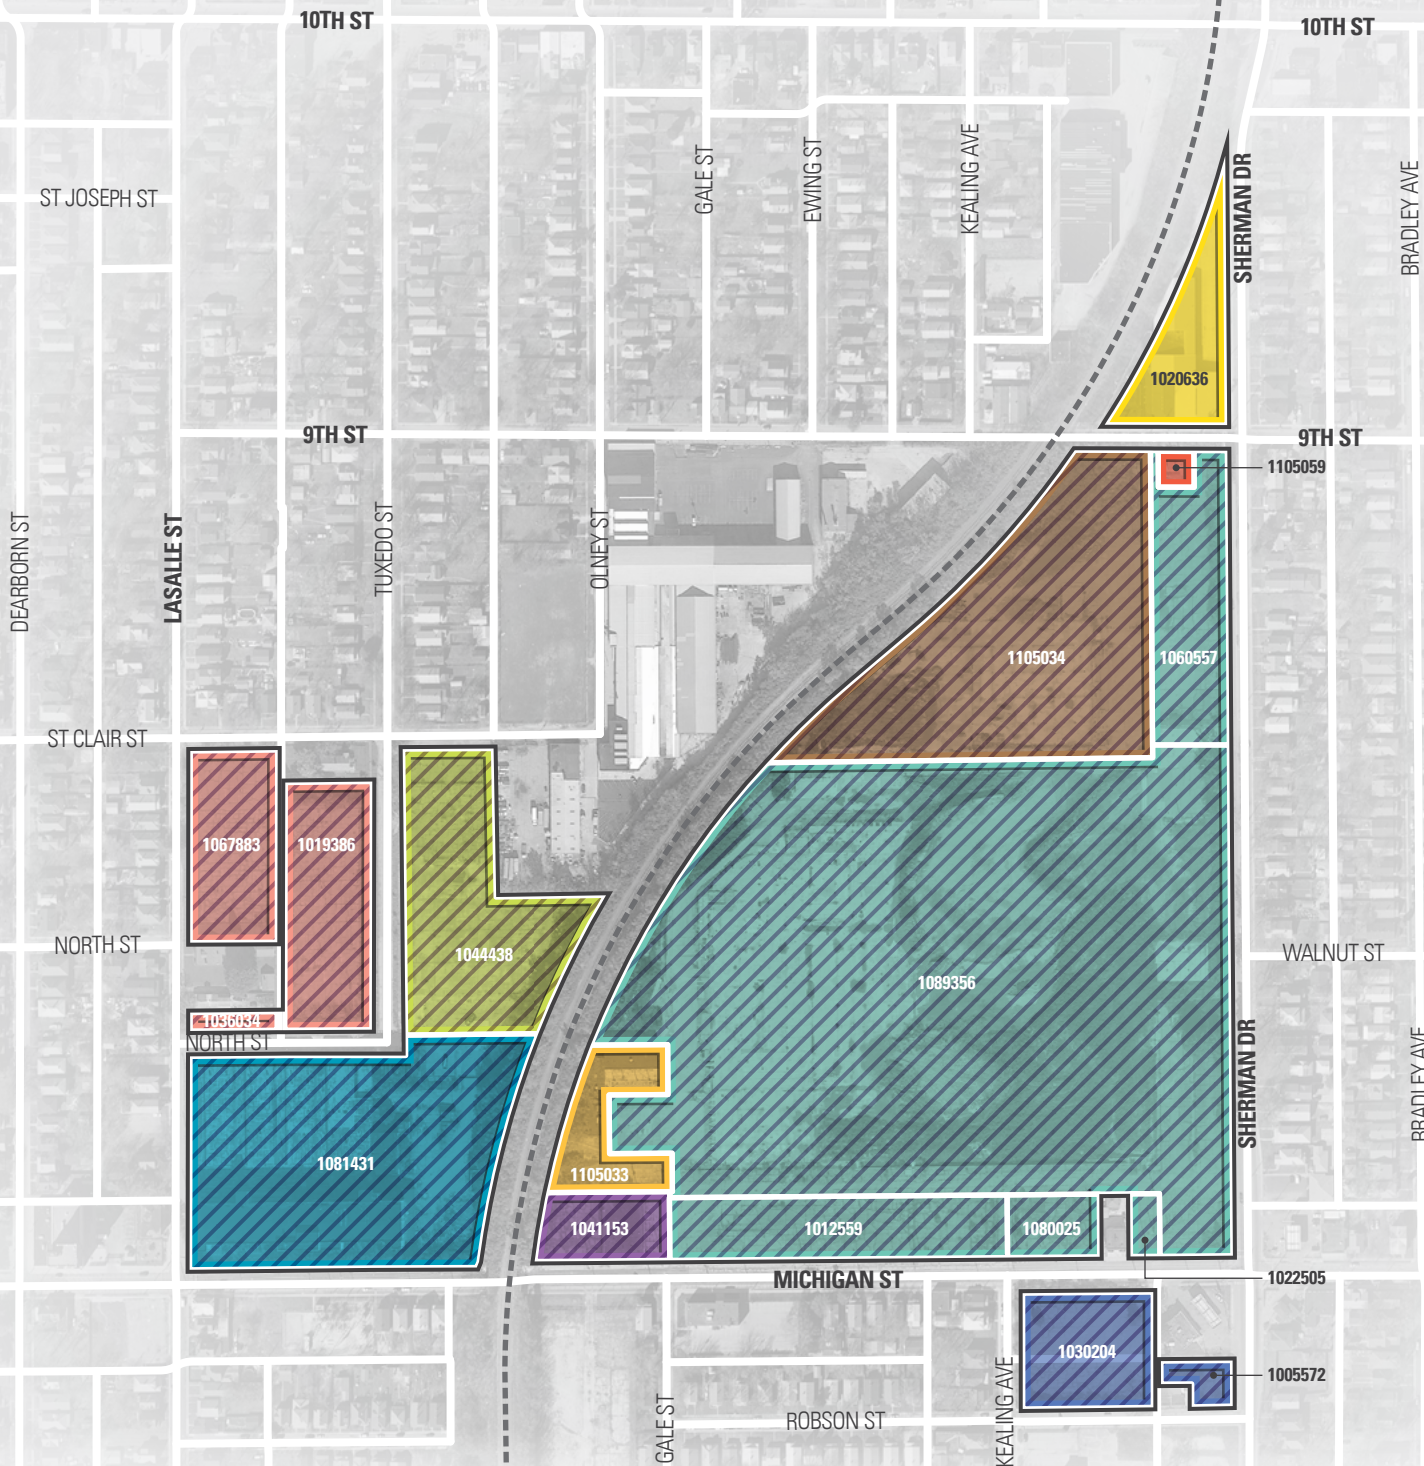 10TH ST
10TH ST
GALE ST
EWING ST
KEALING AVE
SHERMAN DR
BRADLEY AVE
ST JOSEPH ST
1020636
9TH ST
9TH ST
1105059
DEARBORN ST
LASALLE ST
TUXEDO ST
OLNEY ST
1105034
1060557
ST CLAIR ST
1067883
1019386
1044438
NORTH ST
WALNUT ST
1089356
1036034
NORTH ST
SHERMAN DR
BRADLEY AVE
1081431
1105033
1041153
1012559
1080025
MICHIGAN ST
1022505
1030204
1005572
GALE ST
KEALING AVE
ROBSON ST